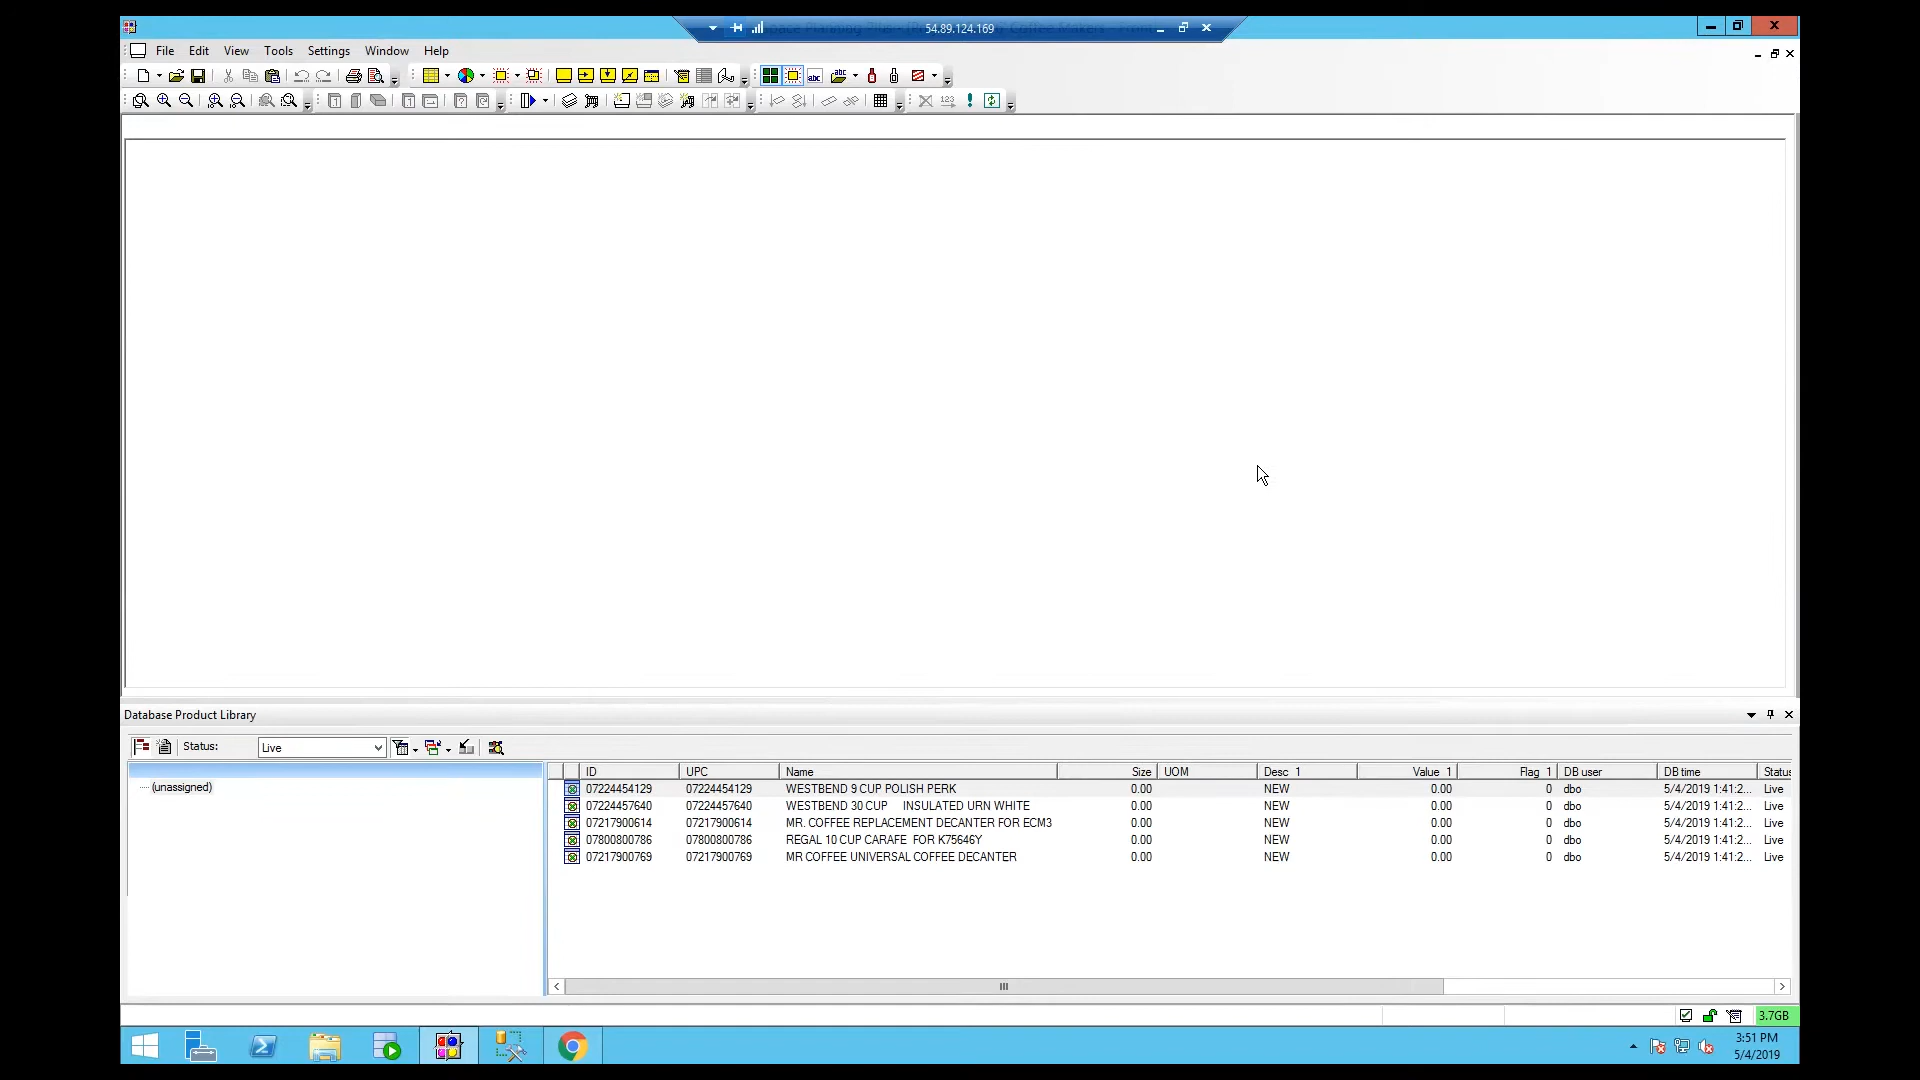 54.89.124.169
File Edit View Tools Settings Window Help
abc abc
123
Database Product Library
Status: Live
(unassigned)
ID UPC Name Size UOM Desc 1 Value 1 Flag 1 DB user DB time Status
07224454129 07224454129 WESTBEND 9 CUP POLISH PERK 0.00 NEW 0.00 0 dbo 5/4/2019 1:41:2... Live
07224457640 07224457640 WESTBEND 30 CUP INSULATED URN WHITE 0.00 NEW 0.00 0 dbo 5/4/2019 1:41:2... Live
07217900614 07217900614 MR. COFFEE REPLACEMENT DECANTER FOR ECM3 0.00 NEW 0.00 0 dbo 5/4/2019 1:41:2... Live
07800800786 07800800786 REGAL 10 CUP CARAFE FOR K75646Y 0.00 NEW 0.00 0 dbo 5/4/2019 1:41:2... Live
07217900769 07217900769 MR COFFEE UNIVERSAL COFFEE DECANTER 0.00 NEW 0.00 0 dbo 5/4/2019 1:41:2... Live
3.7GB
3:51 PM
5/4/2019